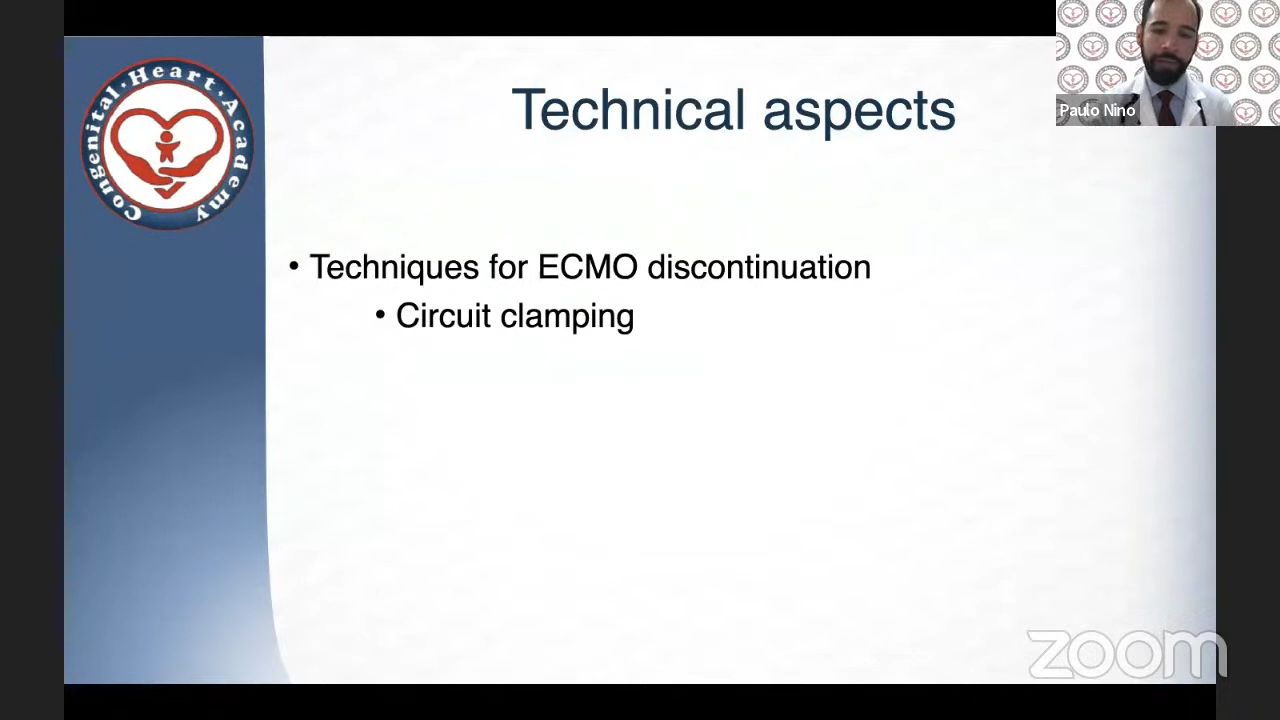 Congenital · Heart · Academy
Technical aspects
Paulo Nino
• Techniques for ECMO discontinuation
• Circuit clamping
zoom